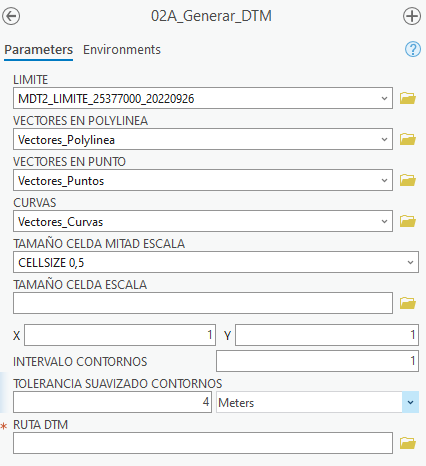 02A_Generar_DTM
Parameters Environments
LIMITE
MDT2_LIMITE_25377000_20220926
VECTORES EN POLYLINEA
Vectores_Polylinea
VECTORES EN PUNTO
Vectores_Puntos
CURVAS
Vectores_Curvas
TAMAÑO CELDA MITAD ESCALA
CELLSIZE 0,5
TAMAÑO CELDA ESCALA
X 1 Y 1
INTERVALO CONTORNOS 1
TOLERANCIA SUAVIZADO CONTORNOS
4 Meters
* RUTA DTM